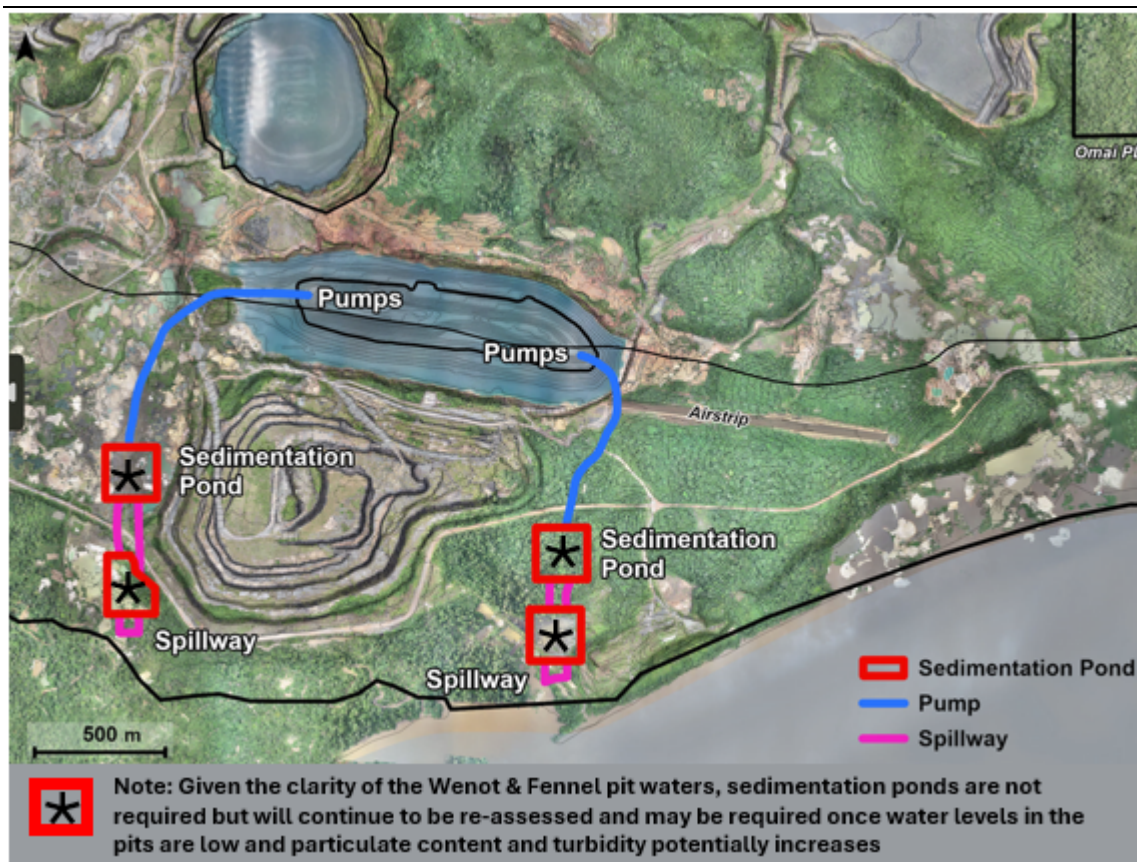 Omai PL
Pumps
Pumps
Airstrip
Sedimentation
Pond
Sedimentation
Pond
Spillway
Spillway
Sedimentation Pond
Pump
Spillway
500 m
Note: Given the clarity of the Wenot & Fennel pit waters, sedimentation ponds are not
required but will continue to be re-assessed and may be required once water levels in the
pits are low and particulate content and turbidity potentially increases